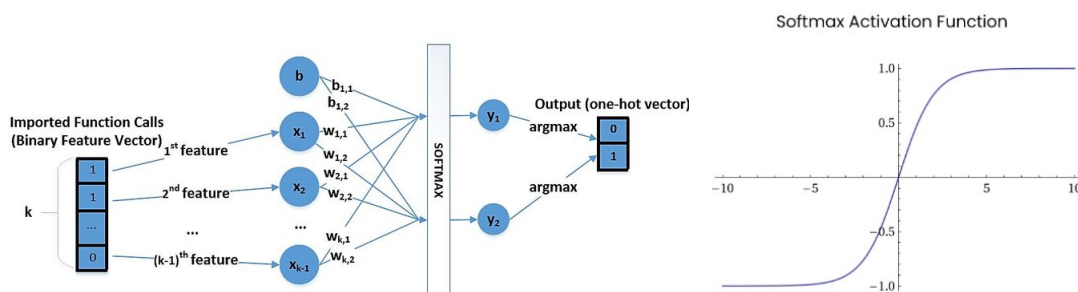 Imported Function Calls
(Binary Feature Vector)
k
1
1
...
0
1st feature
2nd feature
...
(k-1)th feature
b
x1
x2
...
xk-1
b1,1
b1,2
w1,1
w1,2
w2,1
w2,2
wk,1
wk,2
SOFTMAX
y1
y2
argmax
argmax
Output (one-hot vector)
0
1
Softmax Activation Function
1.0
0.5
-10
-5
5
10
-0.5
-1.0